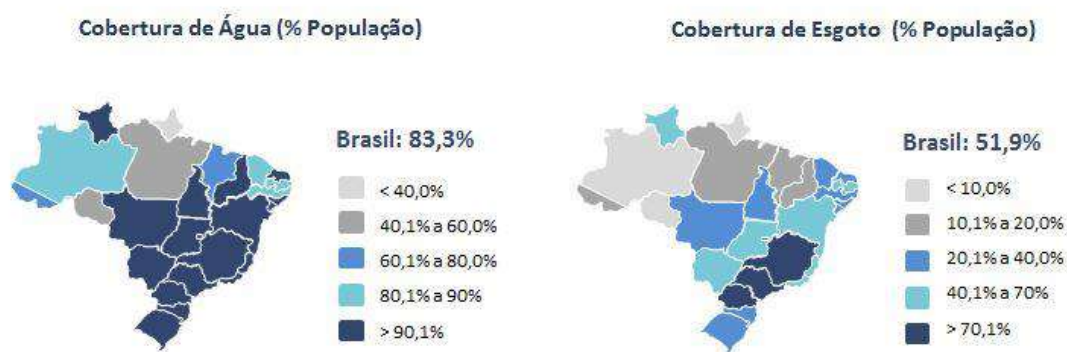 Cobertura de Água (% População)
Brasil: 83,3%
< 40,0%
40,1% a 60,0%
60,1% a 80,0%
80,1% a 90%
> 90,1%
Cobertura de Esgoto (% População)
Brasil: 51,9%
< 10,0%
10,1% a 20,0%
20,1% a 40,0%
40,1% a 70%
> 70,1%